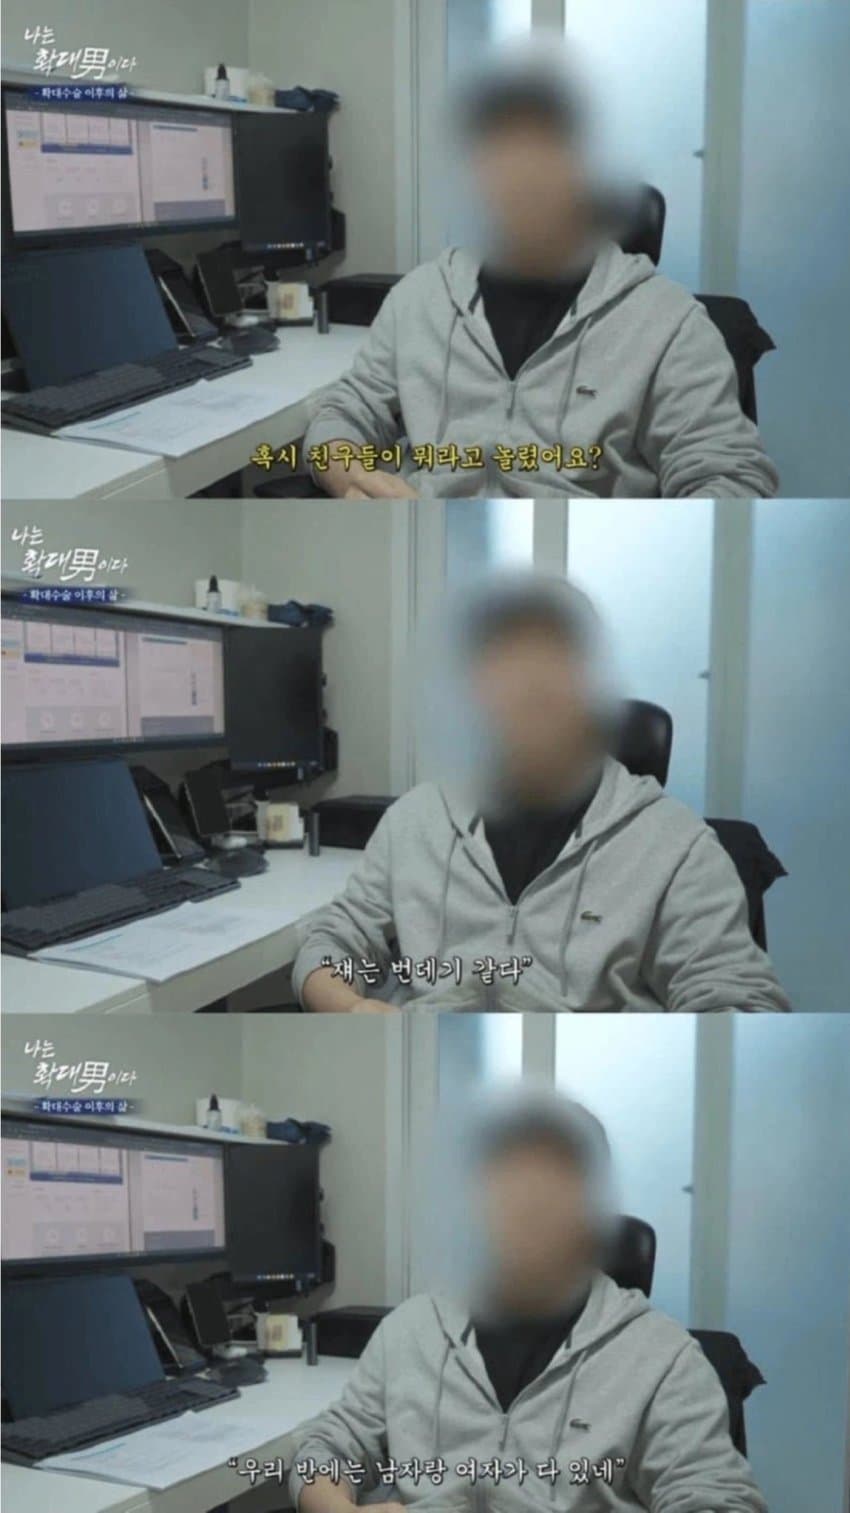 나는
확대男이다
- 확대수술 이후의 삶 -
혹시 친구들이 뭐라고 놀렸어요?
나는
확대男이다
- 확대수술 이후의 삶 -
“쟤는 번데기 같다”
나는
확대男이다
- 확대수술 이후의 삶 -
“우리 반에는 남자랑 여자가 다 있네”